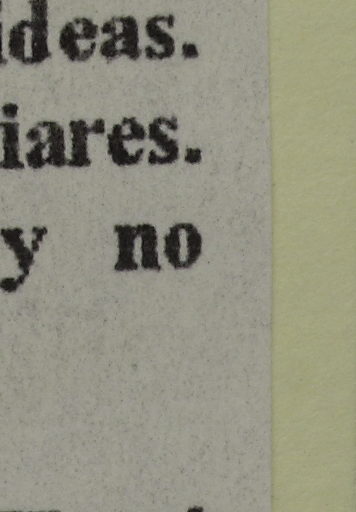 ideas.
iares.
y no